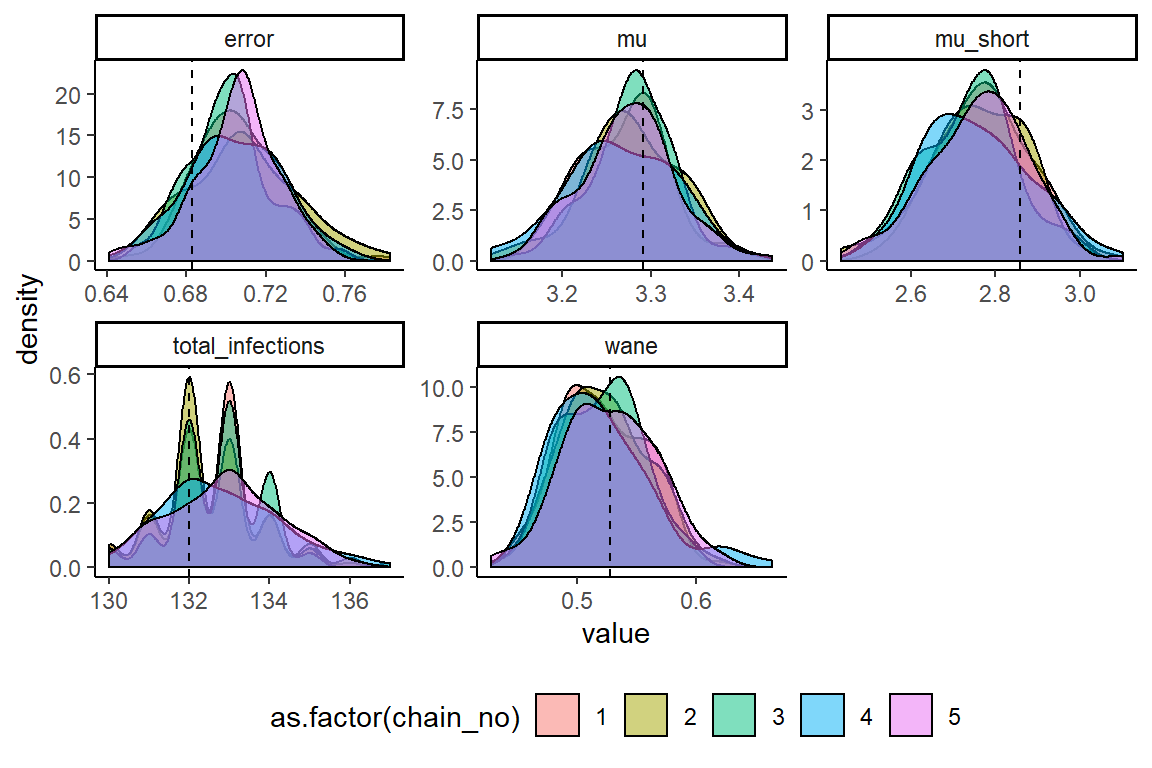 error
mu
mu_short
20
15
10
5
0
0.64 0.68 0.72 0.76
7.5
5.0
2.5
0.0
3.2 3.3 3.4
3
2
1
0
2.6 2.8 3.0
density
total_infections
wane
0.6
0.4
0.2
0.0
130 132 134 136
10.0
7.5
5.0
2.5
0.0
0.5 0.6
value
as.factor(chain_no) 1 2 3 4 5